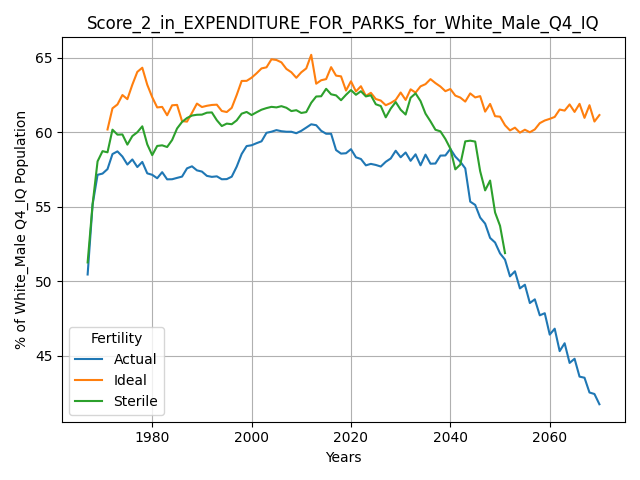 Score_2_in_EXPENDITURE_FOR_PARKS_for_White_Male_Q4_IQ
% of White_Male Q4_IQ Population
65
60
55
50
45
Fertility
Actual
Ideal
Sterile
1980
2000
2020
2040
2060
Years